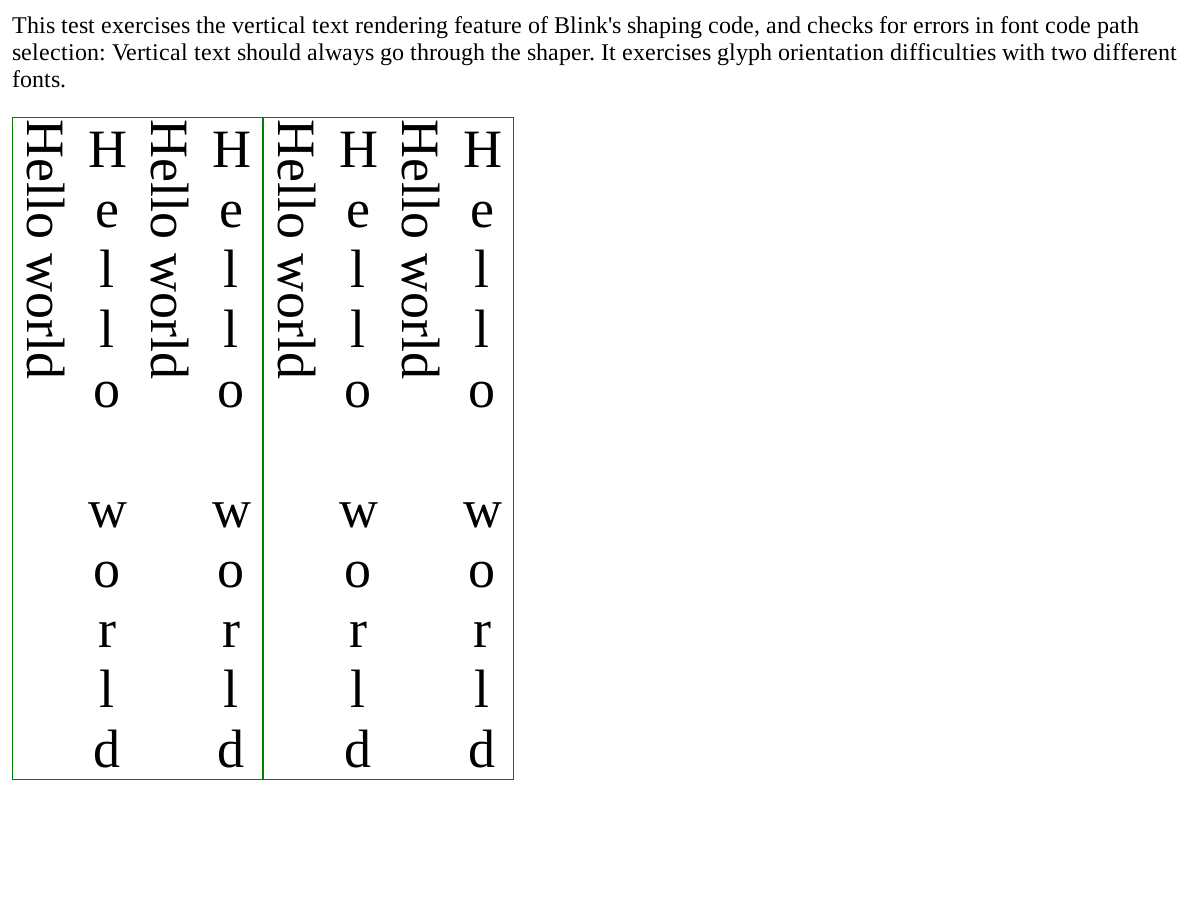 This test exercises the vertical text rendering feature of Blink's shaping code, and checks for errors in font code path
selection: Vertical text should always go through the shaper. It exercises glyph orientation difficulties with two different
fonts.
Hello world
Hello world
Hello world
Hello world
Hello world
Hello world
Hello world
Hello world